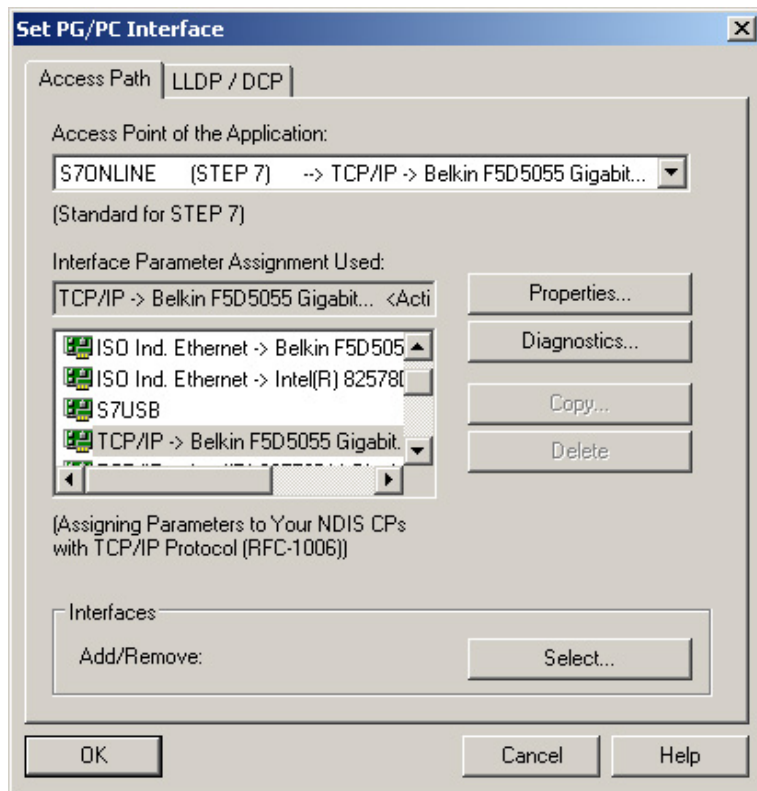 Set PG/PC Interface
Access Path
LLDP / DCP
Access Point of the Application:
S7ONLINE (STEP 7) --> TCP/IP -> Belkin F5D5055 Gigabit...
(Standard for STEP 7)
Interface Parameter Assignment Used:
TCP/IP -> Belkin F5D5055 Gigabit... <Acti
Properties...
Diagnostics...
ISO Ind. Ethernet -> Belkin F5D505
ISO Ind. Ethernet -> Intel(R) 82578
S7USB
TCP/IP -> Belkin F5D5055 Gigabit.
Copy...
Delete
(Assigning Parameters to Your NDIS CPs
with TCP/IP Protocol (RFC-1006))
Interfaces
Add/Remove:
Select...
OK
Cancel
Help